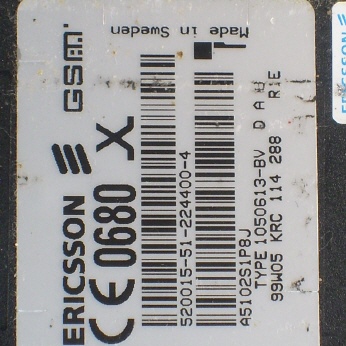 ERICSSON GSM
CE 0680 X Made in Sweden
520015-51-224400-4
A5102S1P8J
TYPE 1050613-BV D A U
99W05 KRC 114 288 R1E
ERICSSON